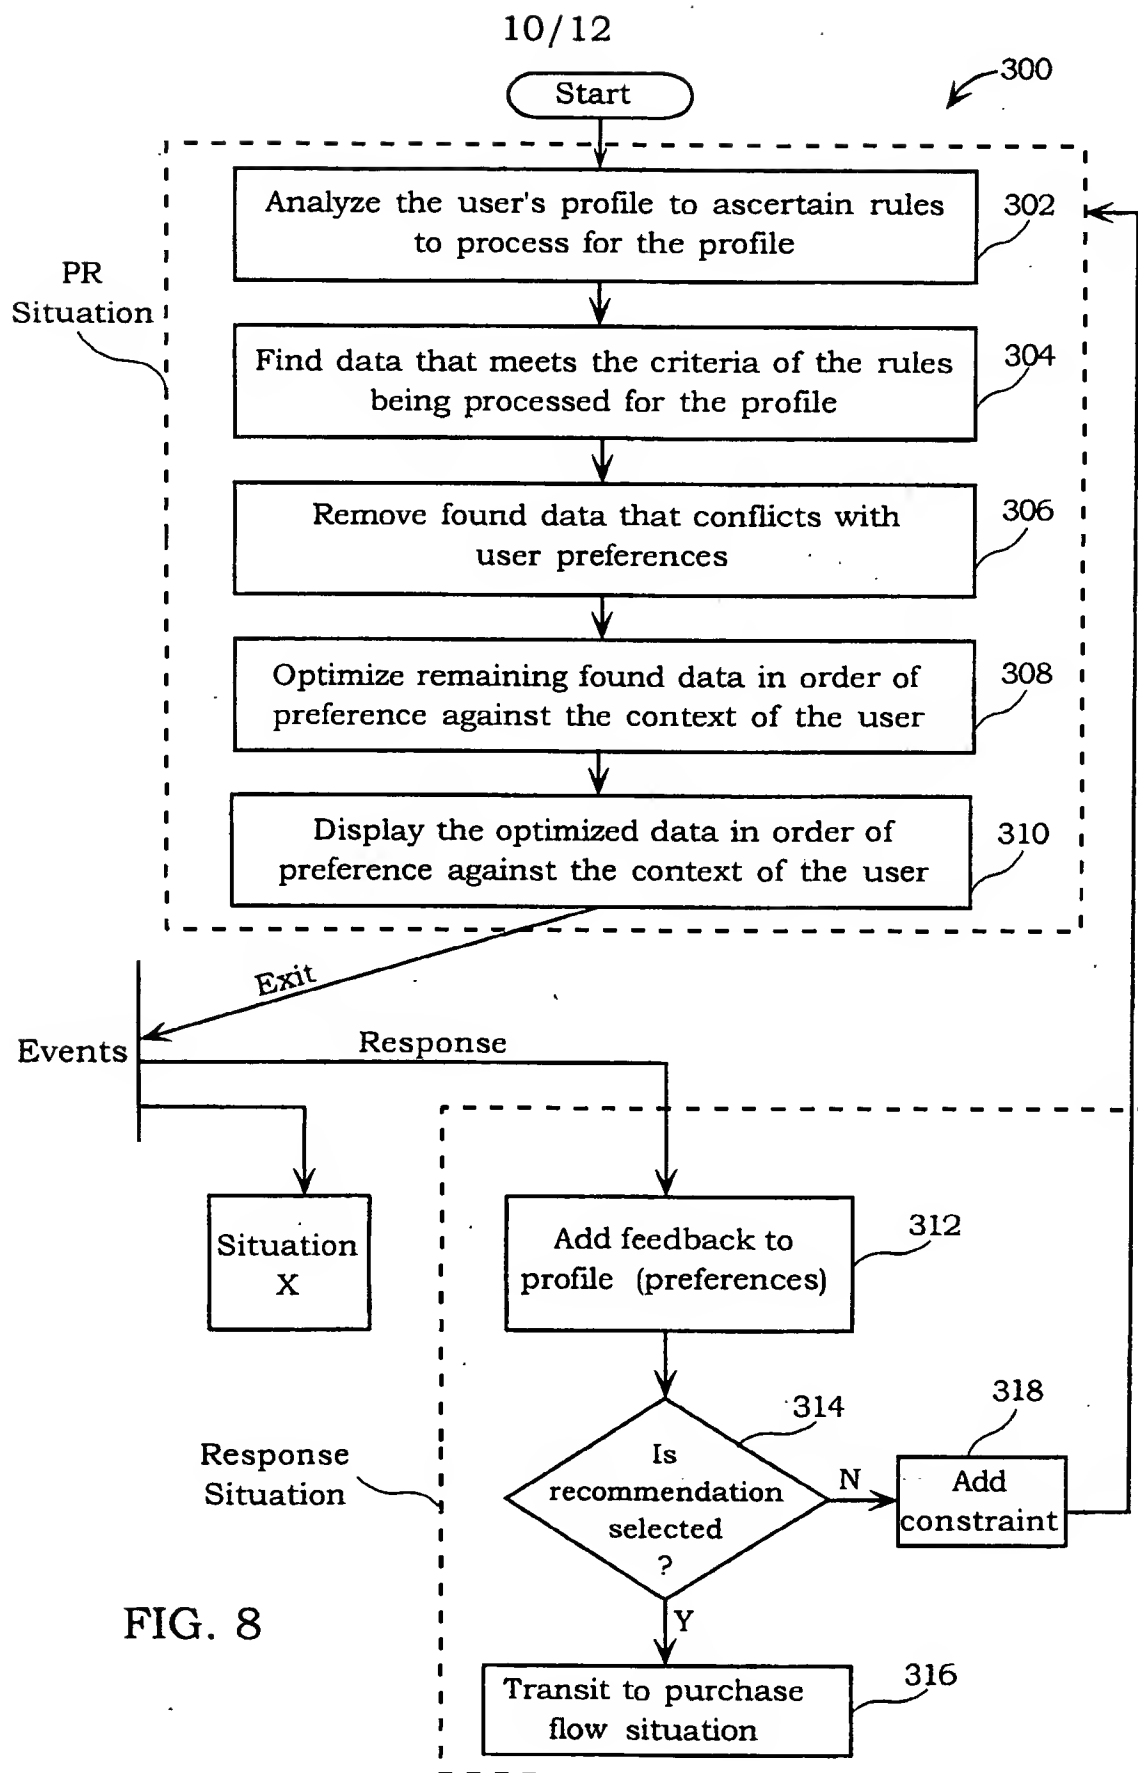 10/12
300
Start
Analyze the user's profile to ascertain rules
to process for the profile
302
PR
Situation
Find data that meets the criteria of the rules
being processed for the profile
304
Remove found data that conflicts with
user preferences
306
Optimize remaining found data in order of
preference against the context of the user
308
Display the optimized data in order of
preference against the context of the user
310
Exit
Events
Response
Situation
X
Add feedback to
profile (preferences)
312
314
318
Is
recommendation
selected
?
N
Add
constraint
Response
Situation
Y
FIG. 8
Transit to purchase
flow situation
316